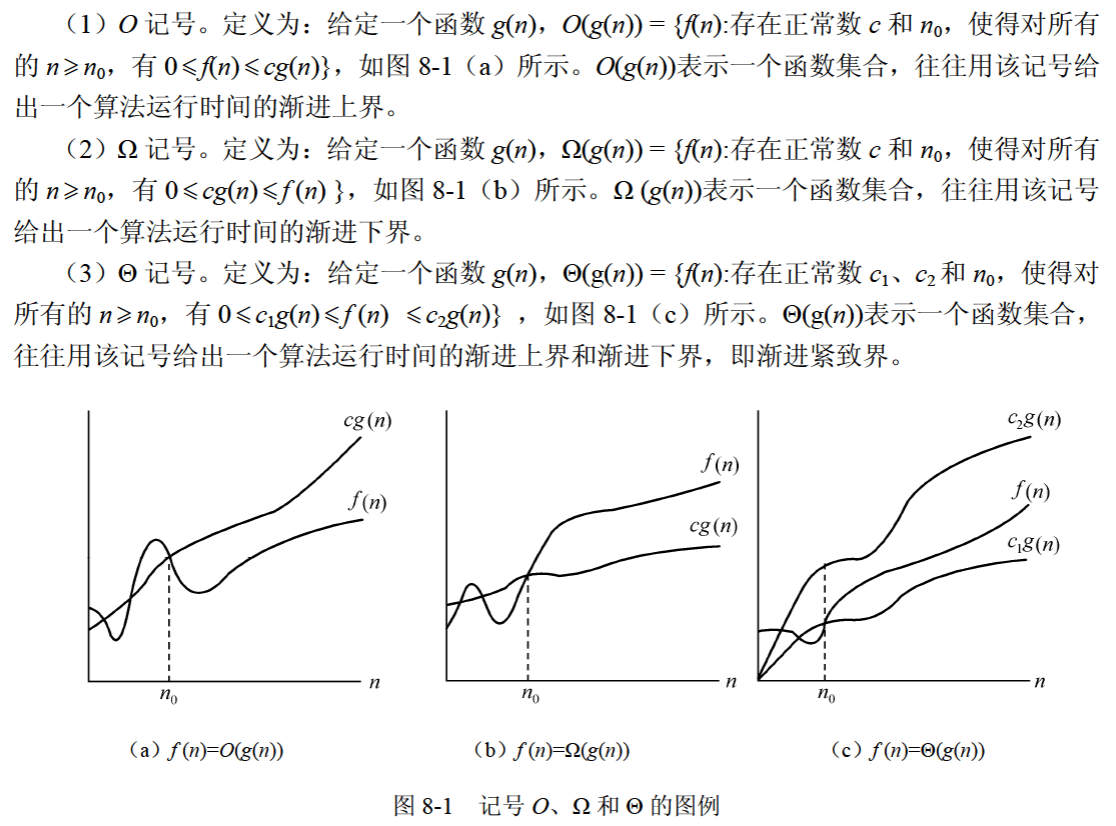 （1）O 记号。定义为：给定一个函数 g(n)，O(g(n)) = {f(n):存在正常数 c 和 n₀，使得对所有
的 n≥n₀，有 0≤f(n)≤cg(n)}，如图 8-1（a）所示。O(g(n))表示一个函数集合，往往用该记号给
出一个算法运行时间的渐进上界。
（2）Ω 记号。定义为：给定一个函数 g(n)，Ω(g(n)) = {f(n):存在正常数 c 和 n₀，使得对所有
的 n≥n₀，有 0≤cg(n)≤f (n) }，如图 8-1（b）所示。Ω (g(n))表示一个函数集合，往往用该记号
给出一个算法运行时间的渐进下界。
（3）Θ 记号。定义为：给定一个函数 g(n)，Θ(g(n)) = {f(n):存在正常数 c₁、c₂ 和 n₀，使得对
所有的 n≥n₀，有 0≤c₁g(n)≤f (n) ≤c₂g(n)} ，如图 8-1（c）所示。Θ(g(n))表示一个函数集合，
往往用该记号给出一个算法运行时间的渐进上界和渐进下界，即渐进紧致界。
cg(n)
f(n)
n₀
n
f(n)
cg(n)
n₀
n
c₂g(n)
f(n)
c₁g(n)
n₀
n
（a）f (n)=O(g(n))
（b）f (n)=Ω(g(n))
（c）f (n)=Θ(g(n))
图 8-1 记号 O、Ω 和 Θ 的图例